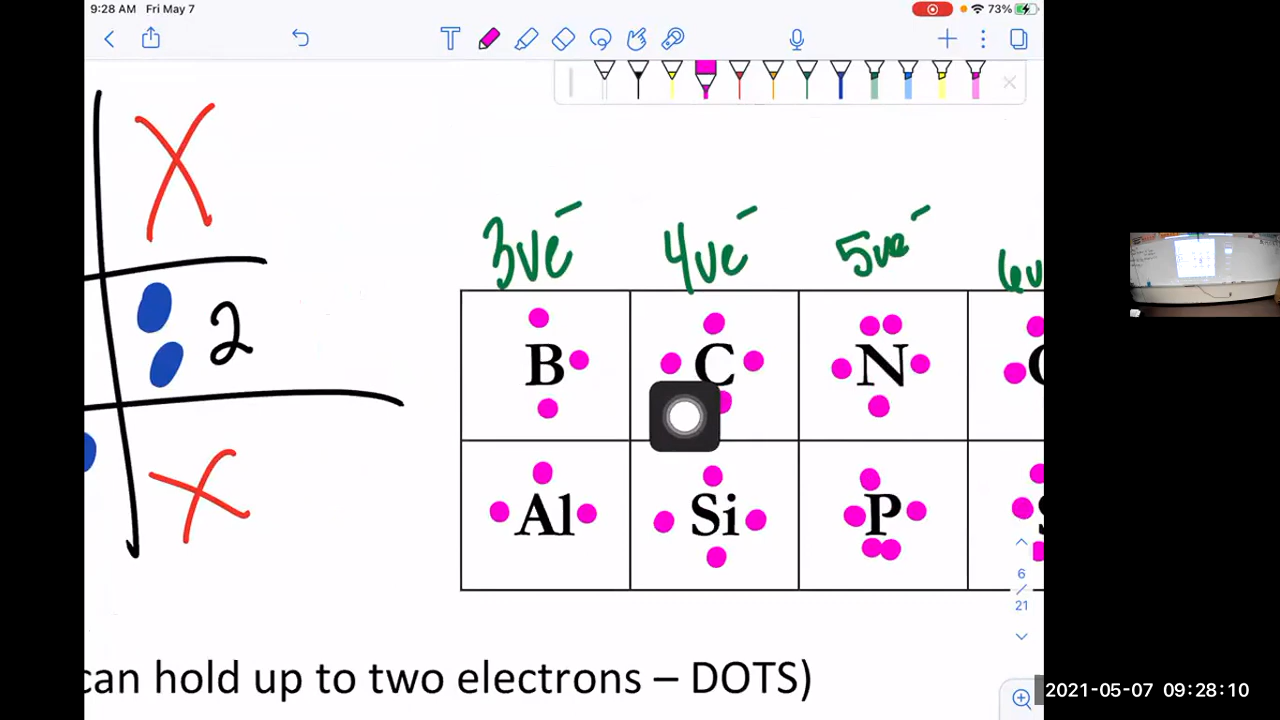 9:28 AM Fri May 7
73%
T
3ve⁻ 4ve⁻ 5ve⁻ 6v
2
B C N
Al Si P
6
/
21
can hold up to two electrons – DOTS)
2021-05-07 09:28:10